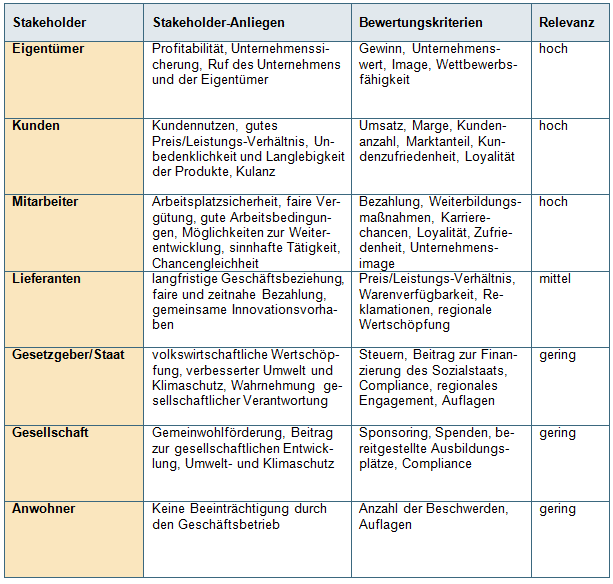 Stakeholder Stakeholder-Anliegen Bewertungskriterien Relevanz
Eigentümer Profitabilität, Unternehmenssi- Gewinn, Unternehmens- hoch
cherung, Ruf des Unternehmens wert, Image, Wettbewerbs-
und der Eigentümer fähigkeit
Kunden Kundennutzen, gutes Umsatz, Marge, Kunden- hoch
Preis/Leistungs-Verhältnis, Un- anzahl, Marktanteil, Kun-
bedenklichkeit und Langlebigkeit denzufriedenheit, Loyalität
der Produkte, Kulanz
Mitarbeiter Arbeitsplatzsicherheit, faire Ver- Bezahlung, Weiterbildungs- hoch
gütung, gute Arbeitsbedingun- maßnahmen, Karriere-
gen, Möglichkeiten zur Weiter- chancen, Loyalität, Zufrie-
entwicklung, sinnhafte Tätigkeit, denheit, Unternehmens-
Chancengleichheit image
Lieferanten langfristige Geschäftsbeziehung, Preis/Leistungs-Verhältnis, mittel
faire und zeitnahe Bezahlung, Warenverfügbarkeit, Re-
gemeinsame Innovationsvorha- klamationen, regionale
ben Wertschöpfung
Gesetzgeber/Staat volkswirtschaftliche Wertschöp- Steuern, Beitrag zur Finan- gering
fung, verbesserter Umwelt und zierung des Sozialstaats,
Klimaschutz, Wahrnehmung ge- Compliance, regionales
sellschaftlicher Verantwortung Engagement, Auflagen
Gesellschaft Gemeinwohlförderung, Beitrag Sponsoring, Spenden, be- gering
zur gesellschaftlichen Entwick- reitgestellte Ausbildungs-
lung, Umwelt- und Klimaschutz plätze, Compliance
Anwohner Keine Beeinträchtigung durch Anzahl der Beschwerden, gering
den Geschäftsbetrieb Auflagen